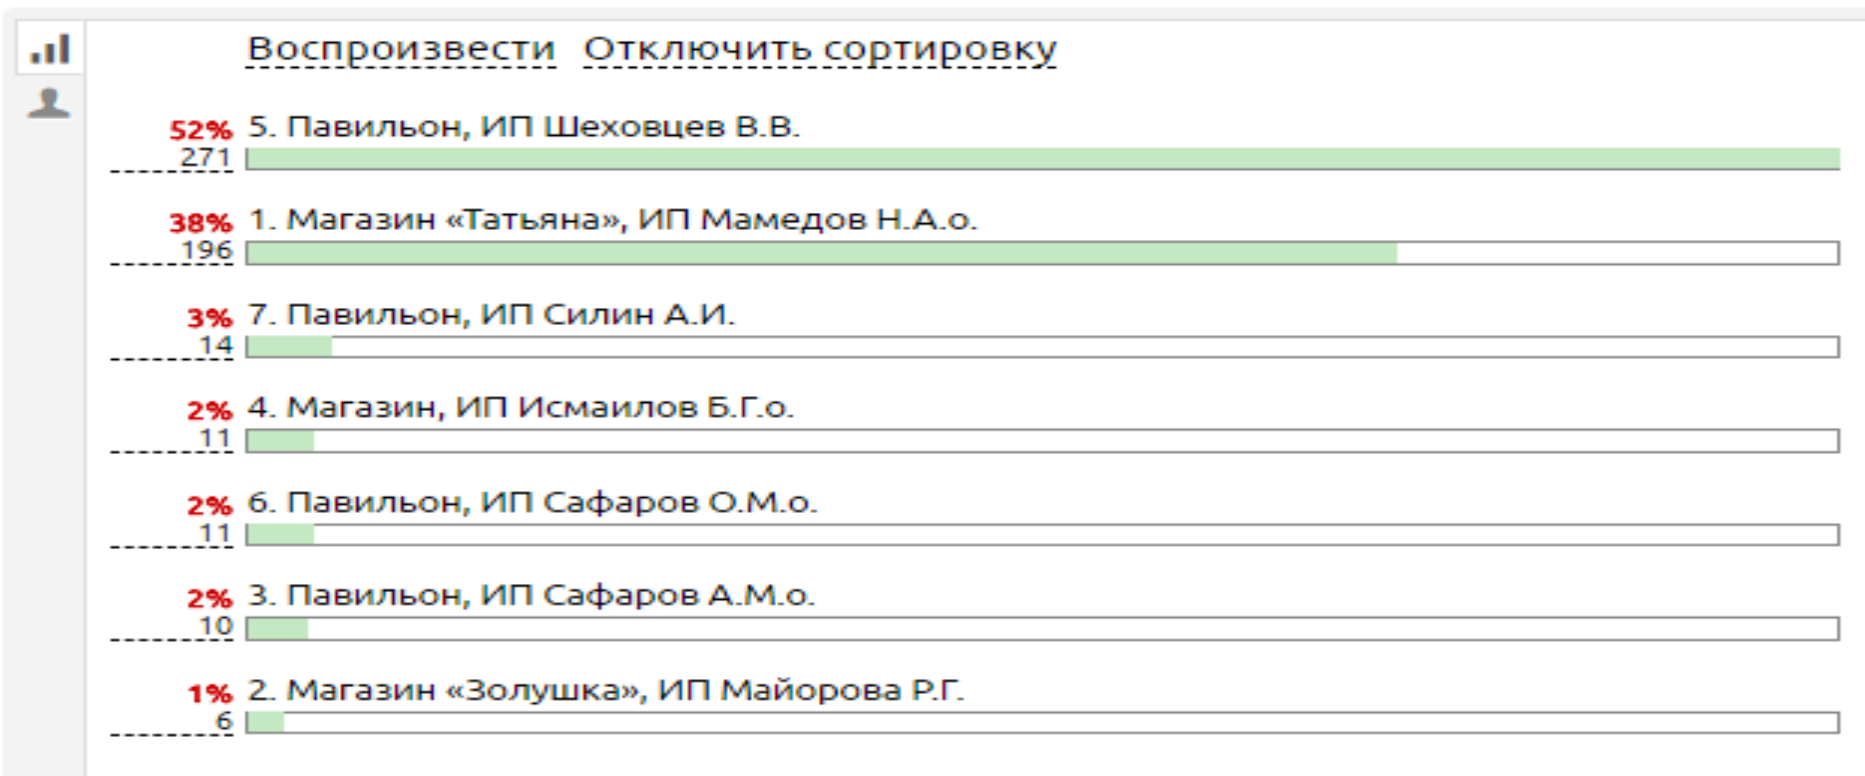 Воспроизвести Отключить сортировку
52% 5. Павильон, ИП Шеховцев В.В.
271
38% 1. Магазин «Татьяна», ИП Мамедов Н.А.о.
196
3% 7. Павильон, ИП Силин А.И.
14
2% 4. Магазин, ИП Исмаилов Б.Г.о.
11
2% 6. Павильон, ИП Сафаров О.М.о.
11
2% 3. Павильон, ИП Сафаров А.М.о.
10
1% 2. Магазин «Золушка», ИП Майорова Р.Г.
6